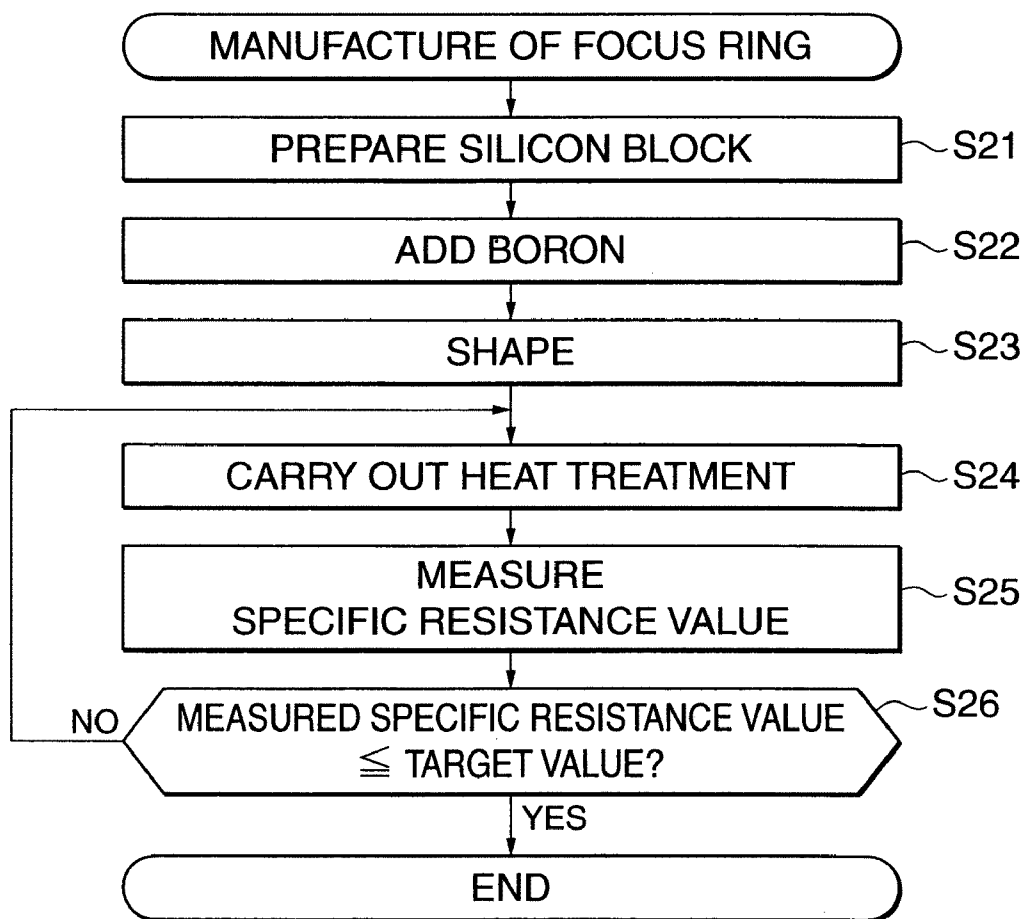 MANUFACTURE OF FOCUS RING
PREPARE SILICON BLOCK
S21
ADD BORON
S22
SHAPE
S23
CARRY OUT HEAT TREATMENT
S24
MEASURE
SPECIFIC RESISTANCE VALUE
S25
MEASURED SPECIFIC RESISTANCE VALUE
≦ TARGET VALUE?
S26
NO
YES
END